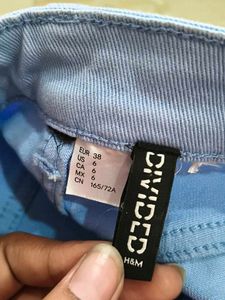 EUR 38
US 6
CA 6
MX 6
CN 165/72A
DIVIDED
H&M